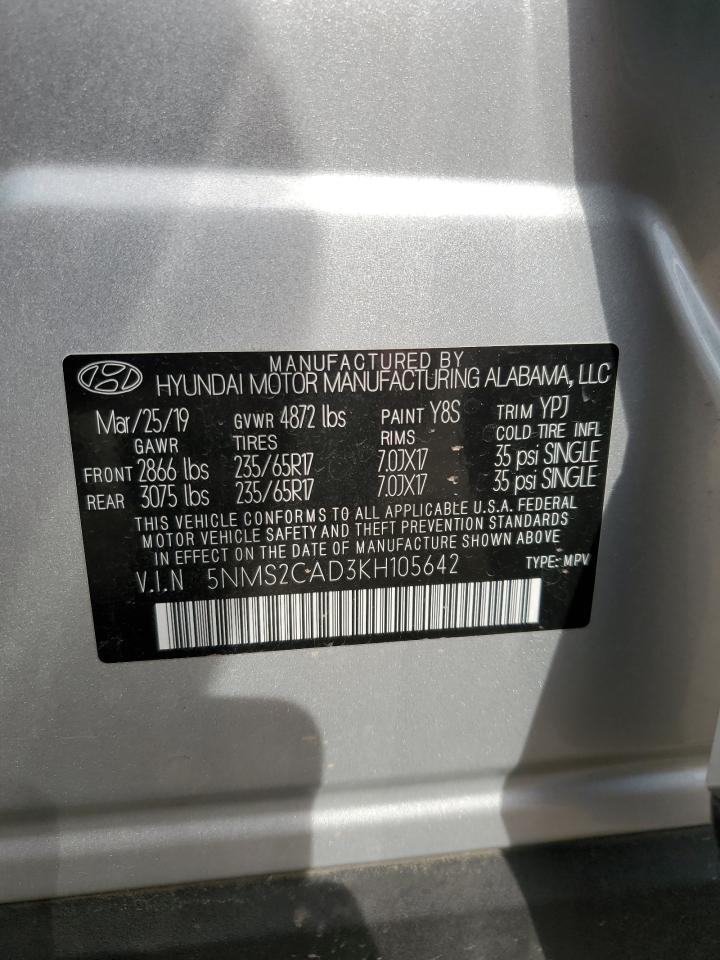 MANUFACTURED BY
HYUNDAI MOTOR MANUFACTURING ALABAMA, LLC
Mar/25/19 GVWR 4872 lbs PAINT Y8S TRIM YPJ
GAWR TIRES RIMS COLD TIRE INFL
FRONT 2866 lbs 235/65R17 7.0JX17 35 psi SINGLE
REAR 3075 lbs 235/65R17 7.0JX17 35 psi SINGLE
THIS VEHICLE CONFORMS TO ALL APPLICABLE U.S.A. FEDERAL
MOTOR VEHICLE SAFETY AND THEFT PREVENTION STANDARDS
IN EFFECT ON THE DATE OF MANUFACTURE SHOWN ABOVE.
V.I.N 5NMS2CAD3KH105642 TYPE: MPV